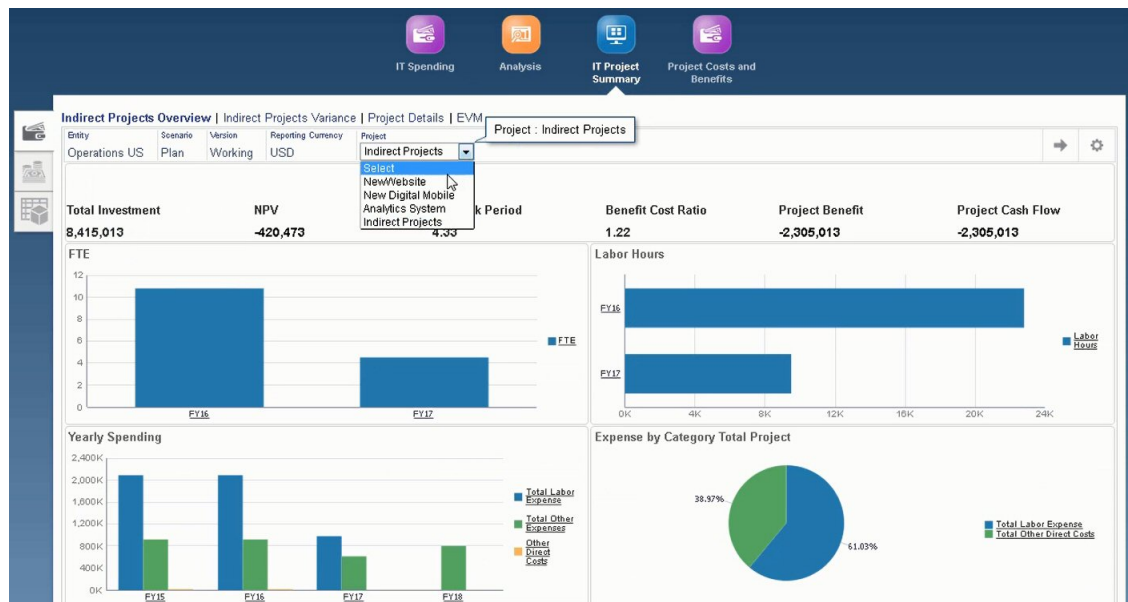 IT Spending
Analysis
IT Project
Summary
Project Costs and
Benefits
Indirect Projects Overview | Indirect Projects Variance | Project Details | EVM
Project : Indirect Projects
Entity Scenario Version Reporting Currency Project
Operations US Plan Working USD Indirect Projects
Select
NewWebsite
New Digital Mobile
Analytics System
Indirect Projects
Total Investment NPV k Period Benefit Cost Ratio Project Benefit Project Cash Flow
8,415,013 -420,473 4.33 1.22 -2,305,013 -2,305,013
FTE
12
10
8
6
4
2
0
FY16 FY17
FTE
Labor Hours
FY16
FY17
0K 4K 8K 12K 16K 20K 24K
Labor
Hours
Yearly Spending
2,400K
2,000K
1,600K
1,200K
800K
400K
0K
FY15 FY16 FY17 FY18
Total Labor
Expense
Total Other
Expenses
Other
Direct
Costs
Expense by Category Total Project
38.97%
61.03%
Total Labor Expense
Total Other Direct Costs